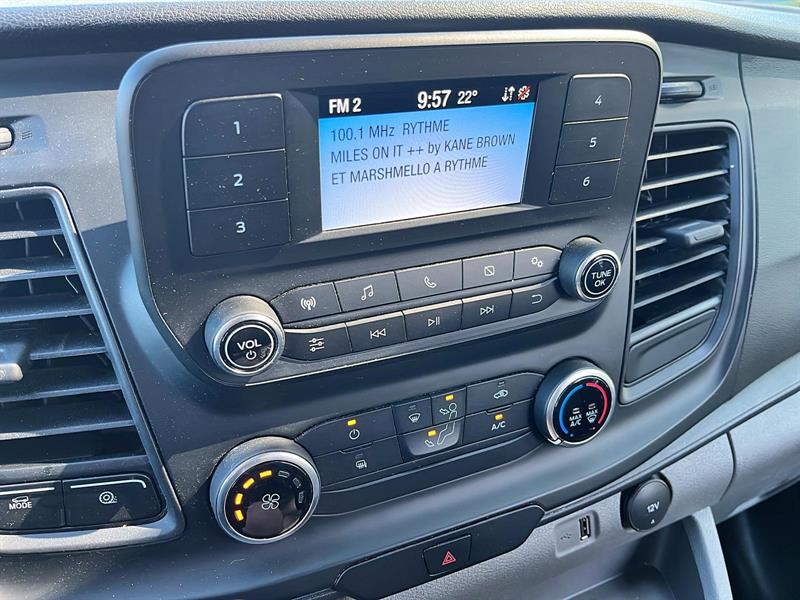 FM 2 9:57 22°
100.1 MHz RYTHME
MILES ON IT ++ by KANE BROWN
ET MARSHMELLO A RYTHME
1
2
3
4
5
6
VOL
TUNE
OK
MAX
A/C
MAX
A/C
MODE
12V